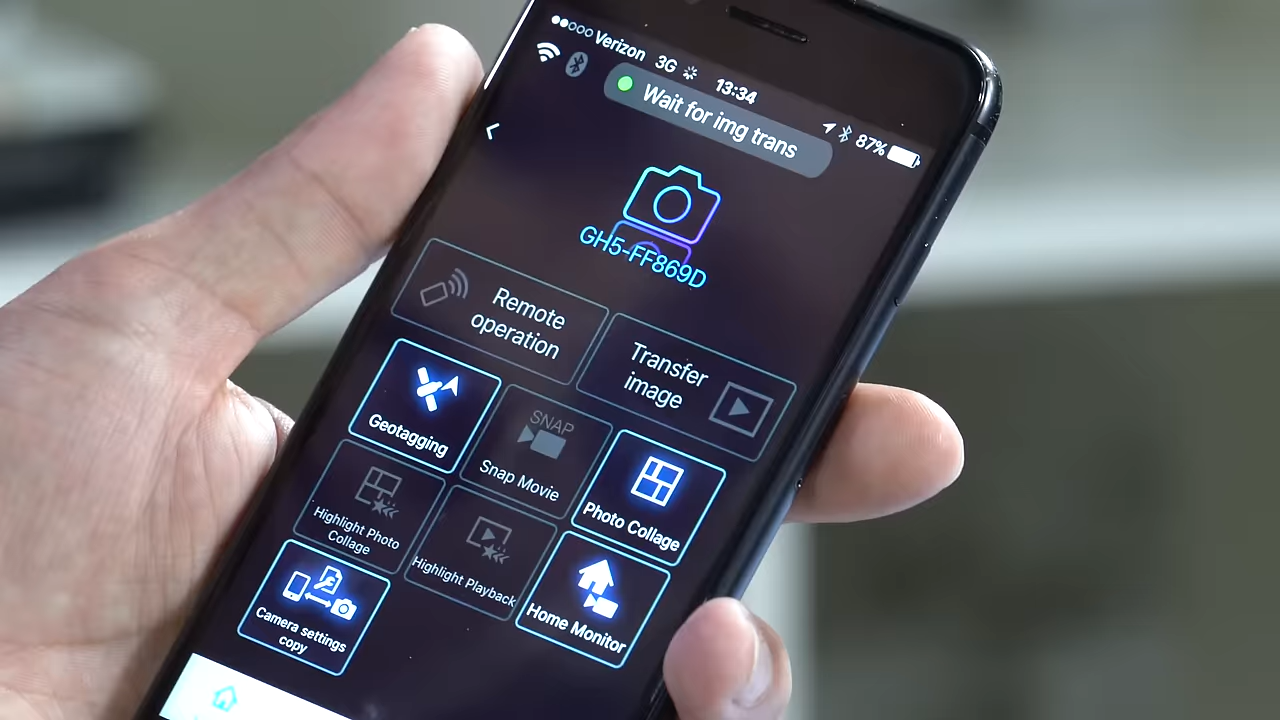 Verizon 3G 13:34 87%
Wait for img trans
GH5-FF869D
Remote
operation
Transfer
image
Geotagging
SNAP
Snap Movie
Photo Collage
Highlight Photo
Collage
Highlight Playback
Home Monitor
Camera settings
copy